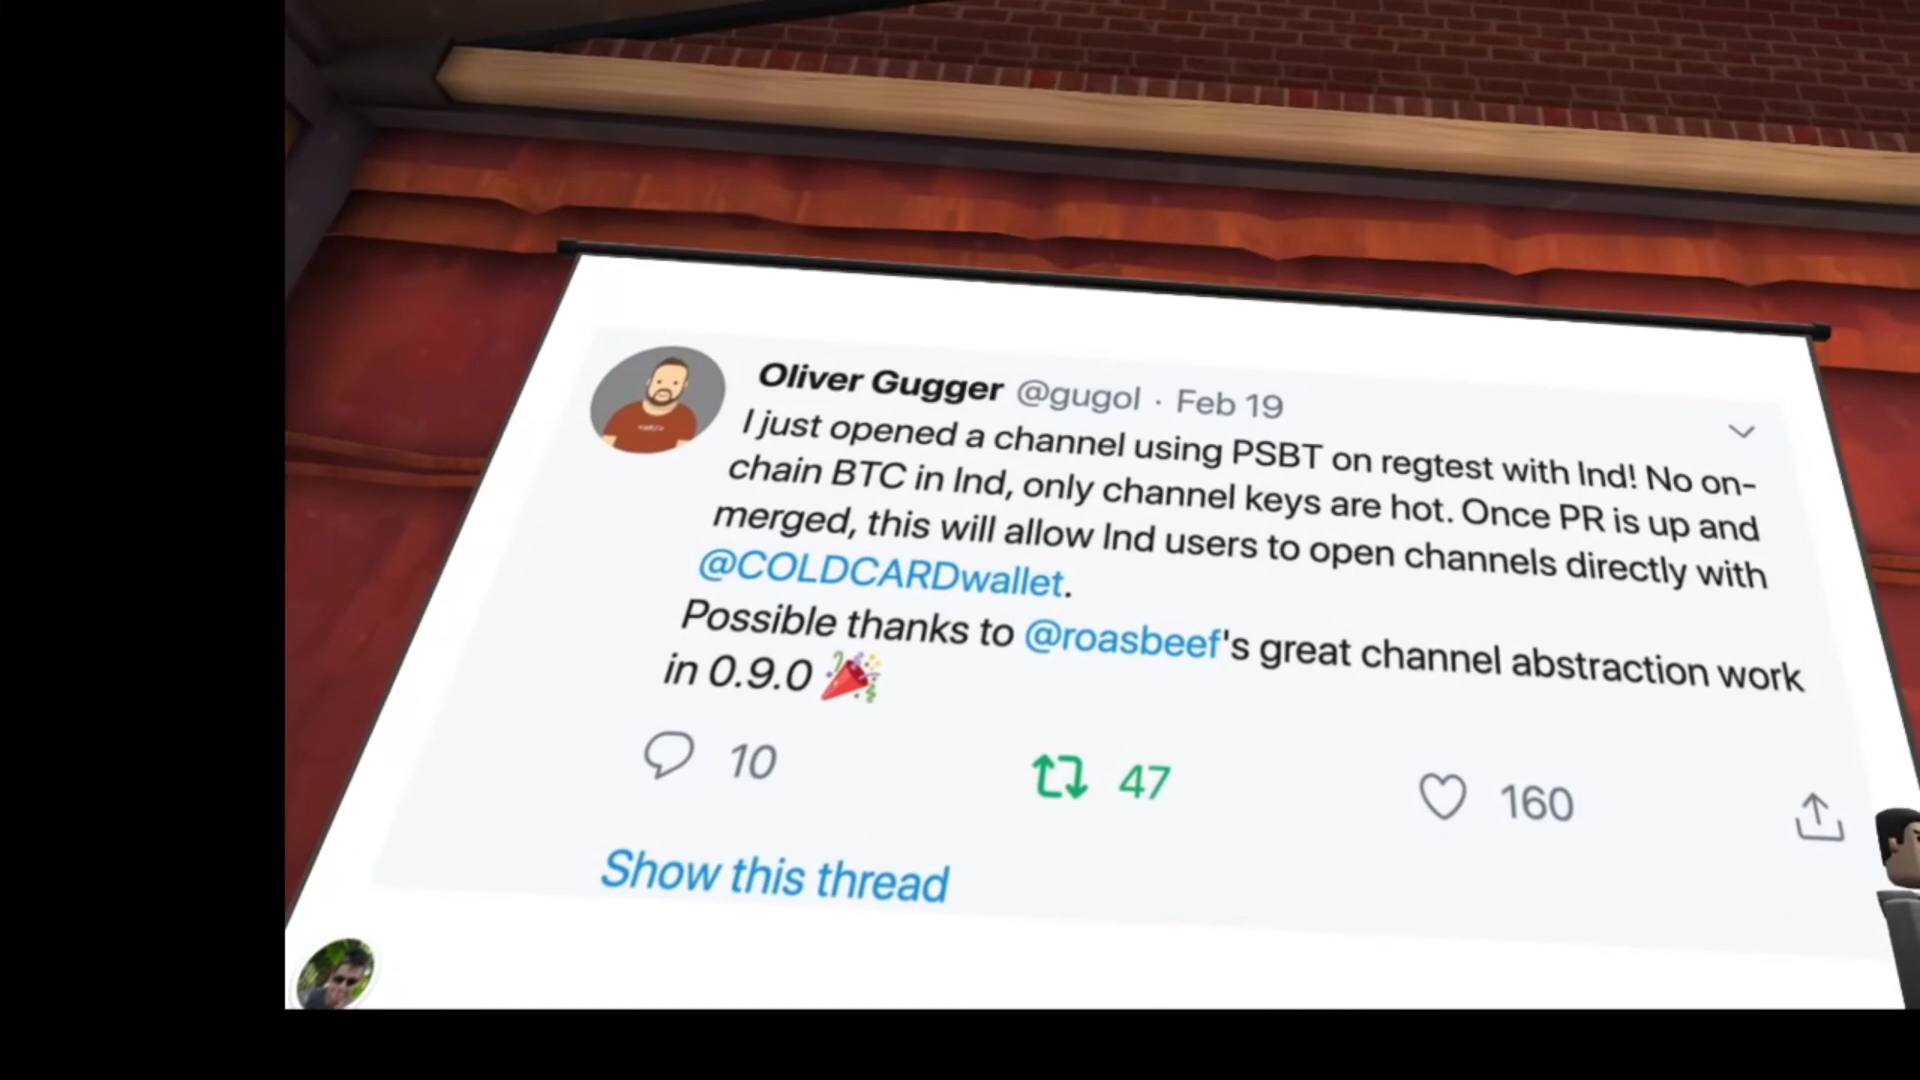 Oliver Gugger @gugol · Feb 19
I just opened a channel using PSBT on regtest with lnd! No on-
chain BTC in lnd, only channel keys are hot. Once PR is up and
merged, this will allow lnd users to open channels directly with
@COLDCARDwallet.
Possible thanks to @roasbeef's great channel abstraction work
in 0.9.0 🎉
10 47 160
Show this thread